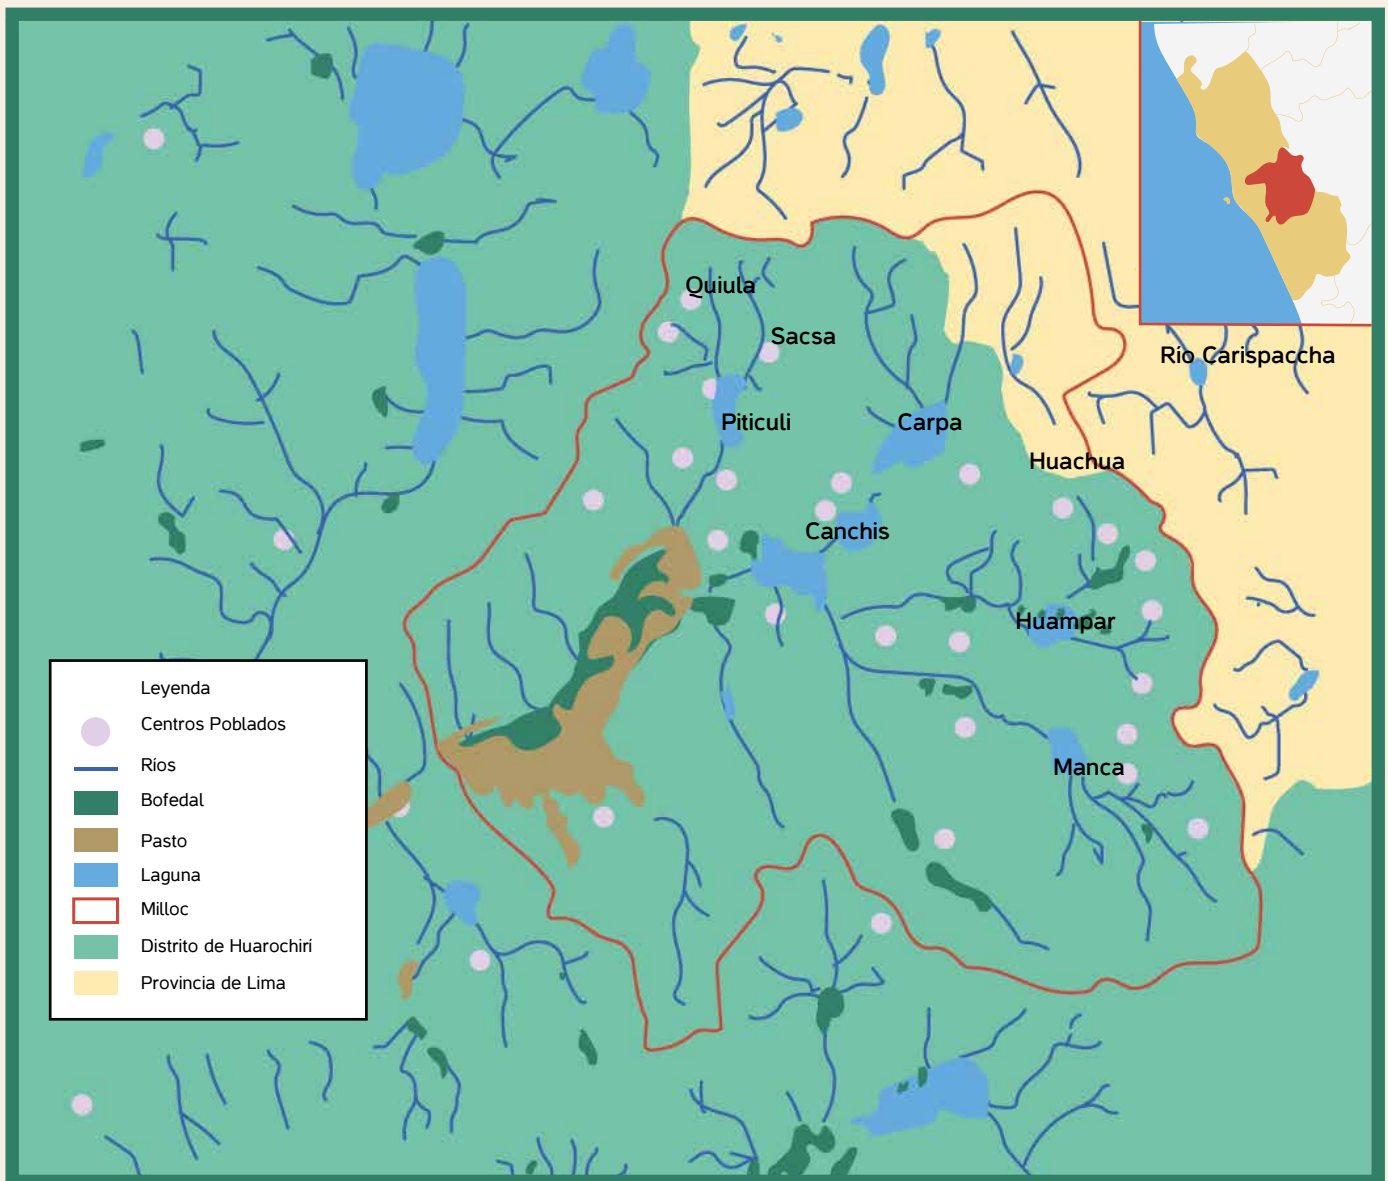 Quiula
Sacsa
Río Carispaccha
Piticuli
Carpa
Huachua
Canchis
Huampar
Manca
Leyenda
Centros Poblados
Ríos
Bofedal
Pasto
Laguna
Milloc
Distrito de Huarochirí
Provincia de Lima